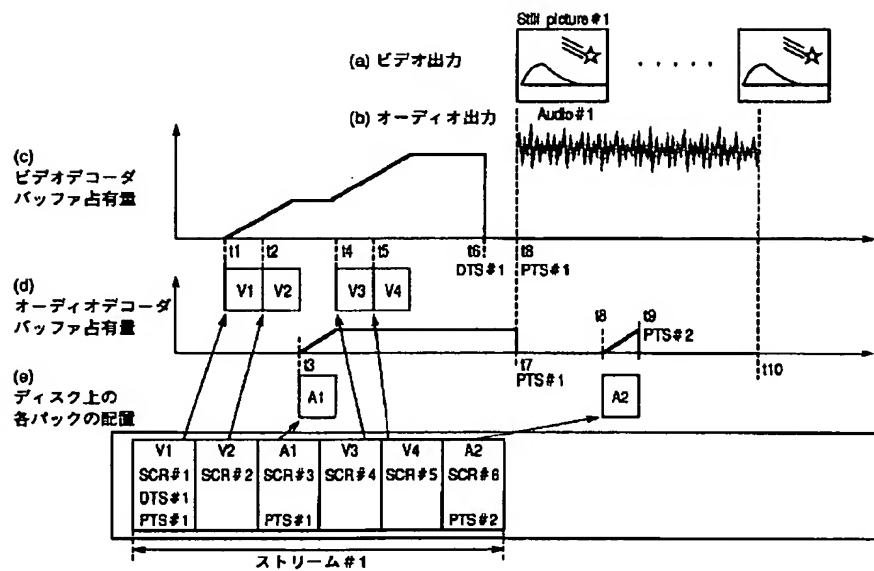 Still picture #1
(a) ビデオ出力
(b) オーディオ出力
Audio #1
(c)
ビデオデコーダ
バッファ占有量
t1 t2 t4 t5 t6 t8
DTS#1 PTS#1
V1 V2 V3 V4
(d)
オーディオデコーダ
バッファ占有量
t8 t9
PTS#2
t3 t7 t10
PTS#1
A1 A2
(e)
ディスク上の
各パックの配置
V1 V2 A1 V3 V4 A2
SCR#1 SCR#2 SCR#3 SCR#4 SCR#5 SCR#6
DTS#1
PTS#1 PTS#1 PTS#2
ストリーム#1